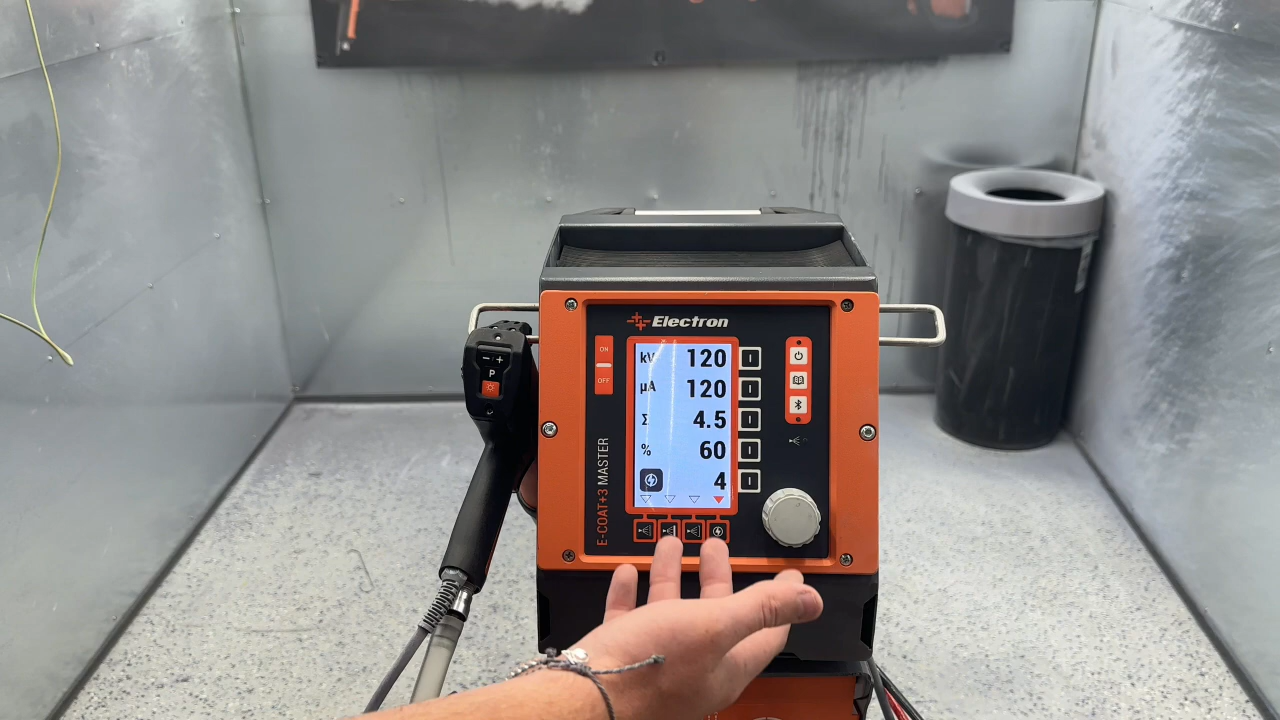 Electron
ON
OFF
kV 120
µA 120
Σ 4.5
% 60
4
E-COAT+3 MASTER
− +
P